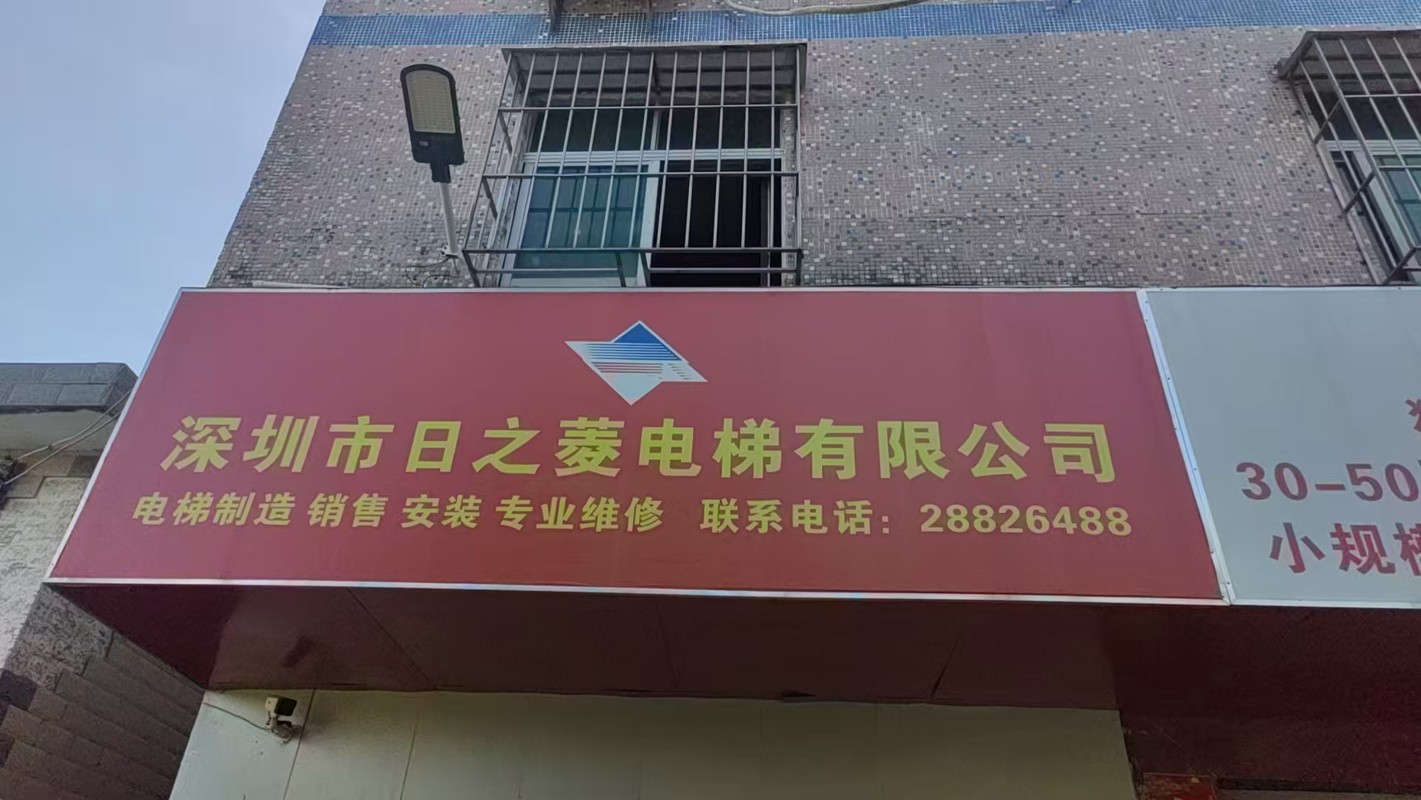 深圳市日之菱电梯有限公司
电梯制造 销售 安装 专业维修 联系电话：28826488
30-50
小规